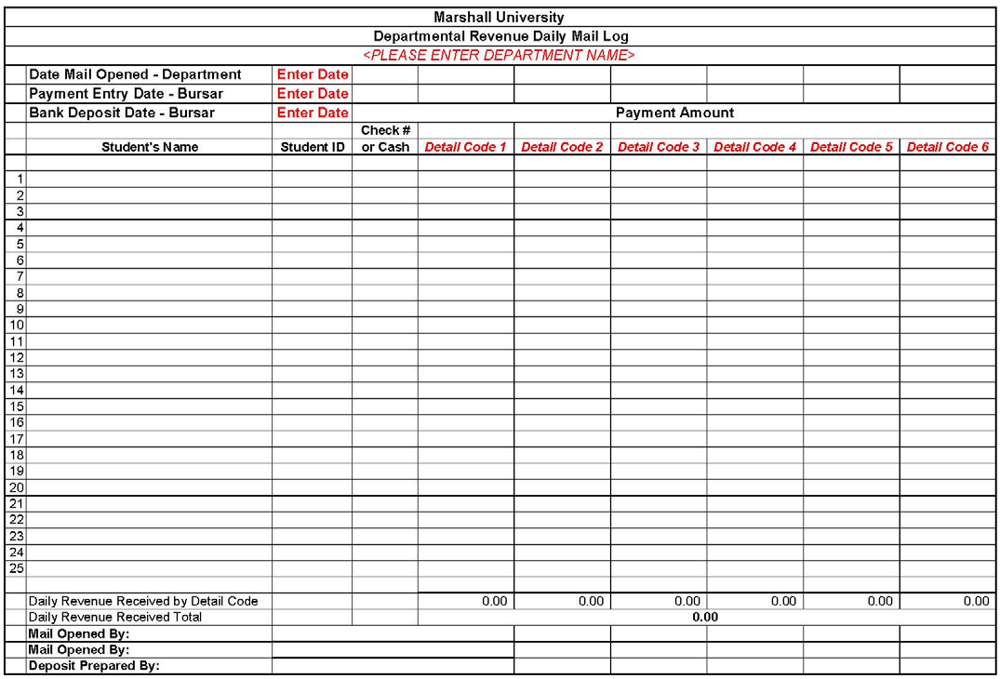 Marshall University
Departmental Revenue Daily Mail Log
<PLEASE ENTER DEPARTMENT NAME>
Date Mail Opened - Department Enter Date
Payment Entry Date - Bursar Enter Date
Bank Deposit Date - Bursar Enter Date Payment Amount
Check #
Student's Name Student ID or Cash Detail Code 1 Detail Code 2 Detail Code 3 Detail Code 4 Detail Code 5 Detail Code 6
1
2
3
4
5
6
7
8
9
10
11
12
13
14
15
16
17
18
19
20
21
22
23
24
25
Daily Revenue Received by Detail Code 0.00 0.00 0.00 0.00 0.00 0.00
Daily Revenue Received Total 0.00
Mail Opened By:
Mail Opened By:
Deposit Prepared By: